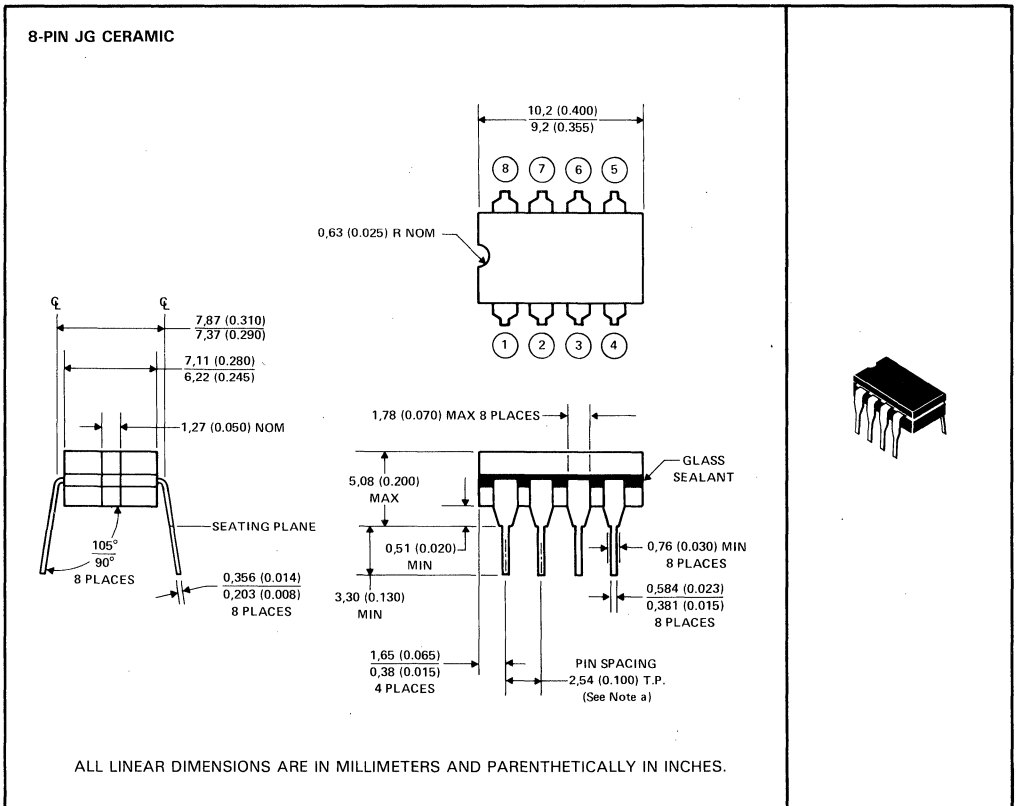 8-PIN JG CERAMIC
10,2 (0.400)
9,2 (0.355)
8 7 6 5
0,63 (0.025) R NOM
1 2 3 4
℄ ℄
7,87 (0.310)
7,37 (0.290)
7,11 (0.280)
6,22 (0.245)
1,27 (0.050) NOM
SEATING PLANE
105°
90°
8 PLACES
0,356 (0.014)
0,203 (0.008)
8 PLACES
1,78 (0.070) MAX 8 PLACES
GLASS
SEALANT
5,08 (0.200)
MAX
0,51 (0.020)
MIN
3,30 (0.130)
MIN
0,76 (0.030) MIN
8 PLACES
0,584 (0.023)
0,381 (0.015)
8 PLACES
1,65 (0.065)
0,38 (0.015)
4 PLACES
PIN SPACING
2,54 (0.100) T.P.
(See Note a)
ALL LINEAR DIMENSIONS ARE IN MILLIMETERS AND PARENTHETICALLY IN INCHES.